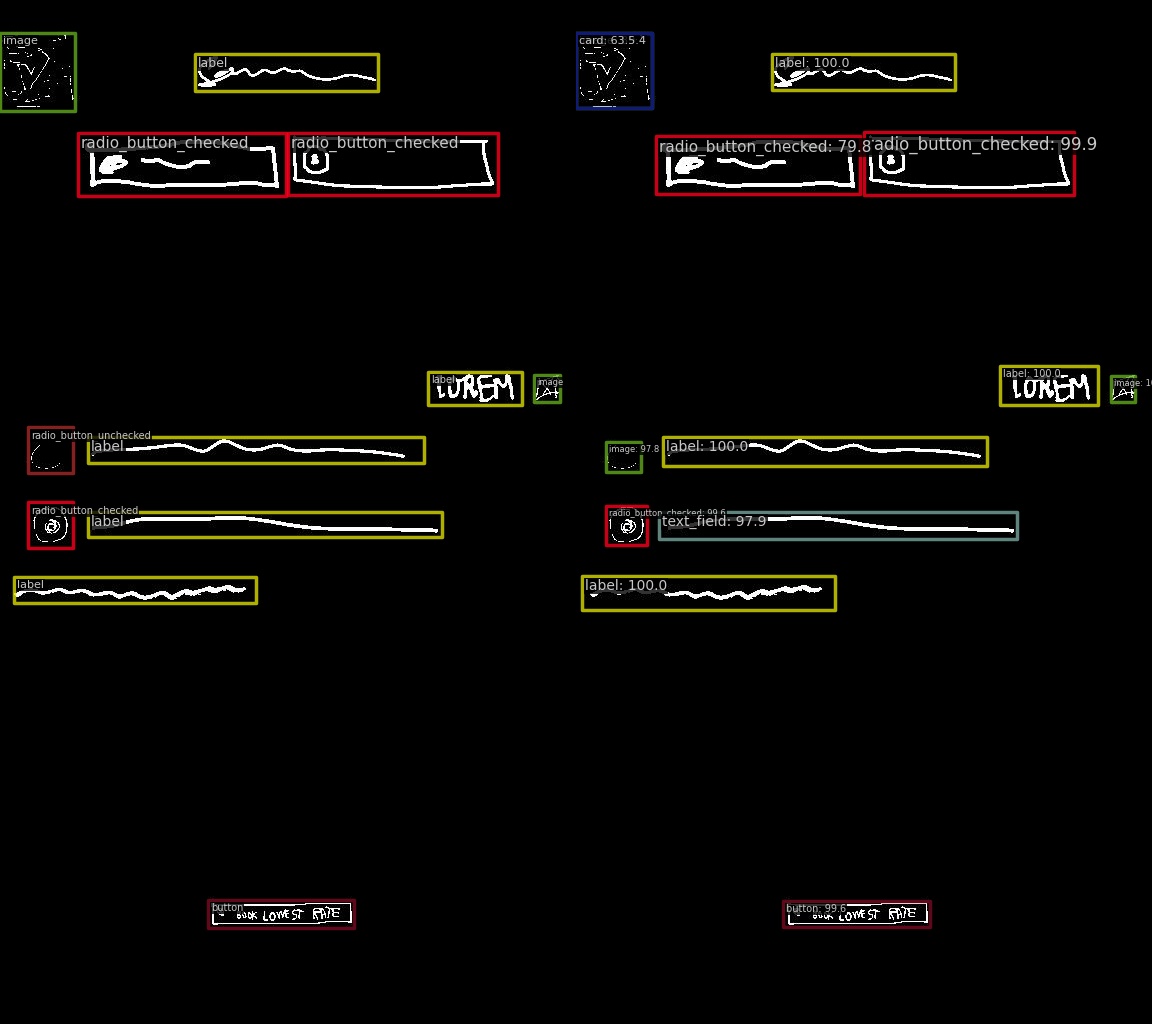 image label card: 63.5.4 label: 100.0
radio_button_checked radio_button_checked radio_button_checked: 79.8 radio_button_checked: 99.9
label image label: 100.0 image: 10
LOREM LOREM
radio_button_unchecked
label image: 97.8 label: 100.0
radio_button_checked radio_button_checked: 99.6
label text_field: 97.9
label label: 100.0
button button: 99.6
LOWEST RATE LOWEST RATE